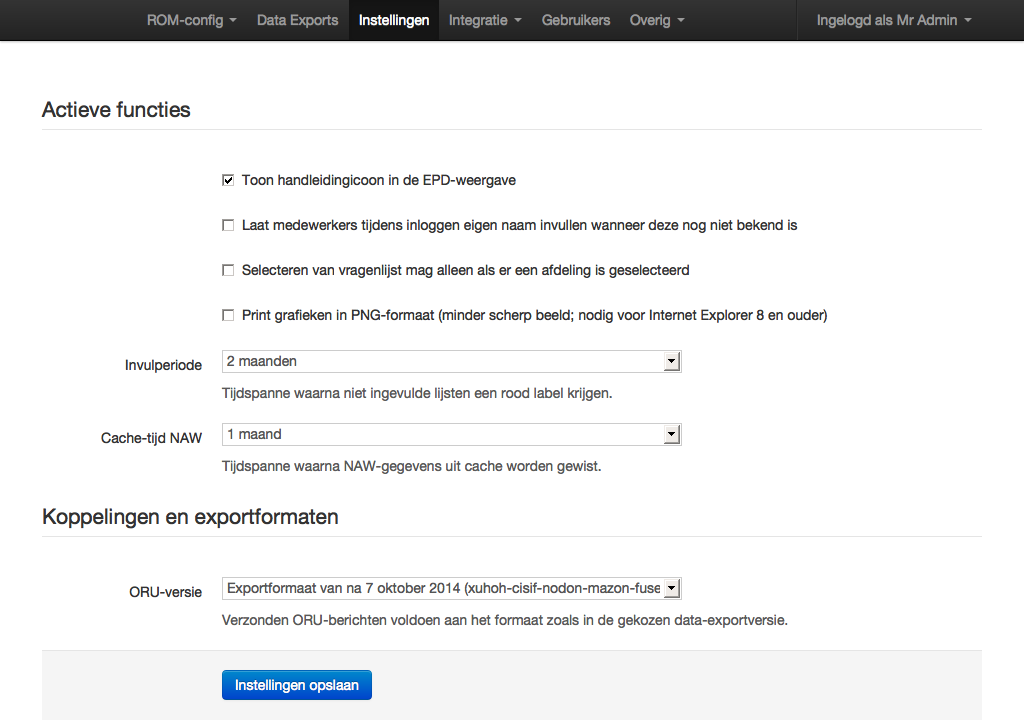 ROM-config Data Exports Instellingen Integratie Gebruikers Overig Ingelogd als Mr Admin
Actieve functies
Toon handleidingicoon in de EPD-weergave
Laat medewerkers tijdens inloggen eigen naam invullen wanneer deze nog niet bekend is
Selecteren van vragenlijst mag alleen als er een afdeling is geselecteerd
Print grafieken in PNG-formaat (minder scherp beeld; nodig voor Internet Explorer 8 en ouder)
Invulperiode 2 maanden
Tijdspanne waarna niet ingevulde lijsten een rood label krijgen.
Cache-tijd NAW 1 maand
Tijdspanne waarna NAW-gegevens uit cache worden gewist.
Koppelingen en exportformaten
ORU-versie Exportformaat van na 7 oktober 2014 (xuhoh-cisif-nodon-mazon-fuse
Verzonden ORU-berichten voldoen aan het formaat zoals in de gekozen data-exportversie.
Instellingen opslaan